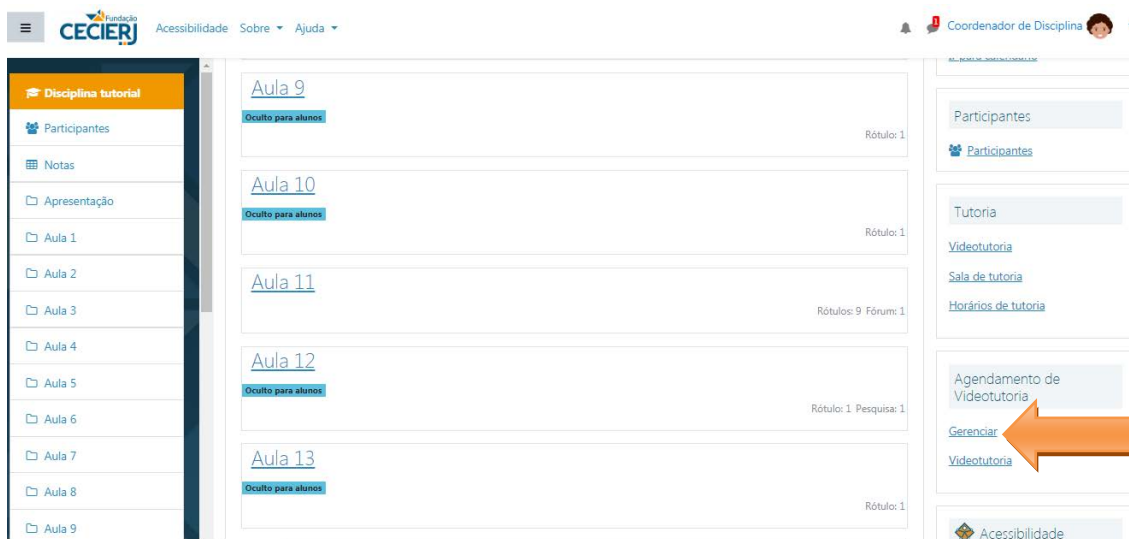 Fundação
CECIERJ
Acessibilidade Sobre Ajuda
1
Coordenador de Disciplina
Disciplina tutorial
Participantes
Notas
Apresentação
Aula 1
Aula 2
Aula 3
Aula 4
Aula 5
Aula 6
Aula 7
Aula 8
Aula 9
Aula 9
Oculto para alunos
Rótulo: 1
Aula 10
Oculto para alunos
Rótulo: 1
Aula 11
Rótulos: 9 Fórum: 1
Aula 12
Oculto para alunos
Rótulo: 1 Pesquisa: 1
Aula 13
Oculto para alunos
Rótulo: 1
Participantes
Participantes
Tutoria
Videotutoria
Sala de tutoria
Horários de tutoria
Agendamento de
Videotutoria
Gerenciar
Videotutoria
Acessibilidade